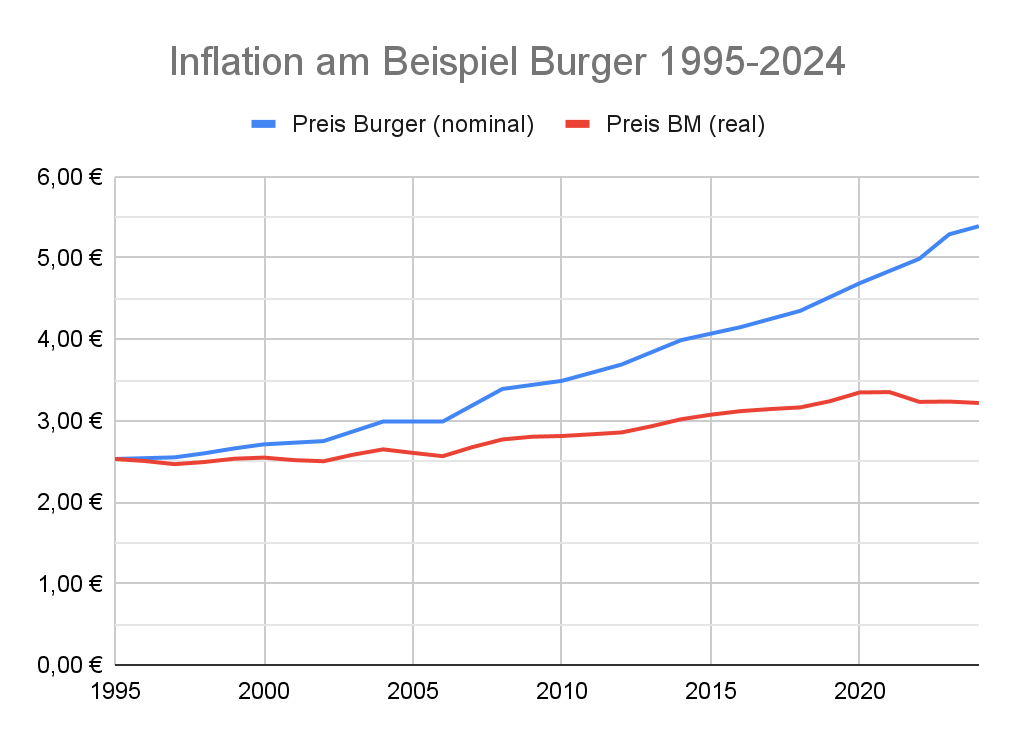 Inflation am Beispiel Burger 1995-2024
Preis Burger (nominal) Preis BM (real)
6,00 €
5,00 €
4,00 €
3,00 €
2,00 €
1,00 €
0,00 €
1995 2000 2005 2010 2015 2020